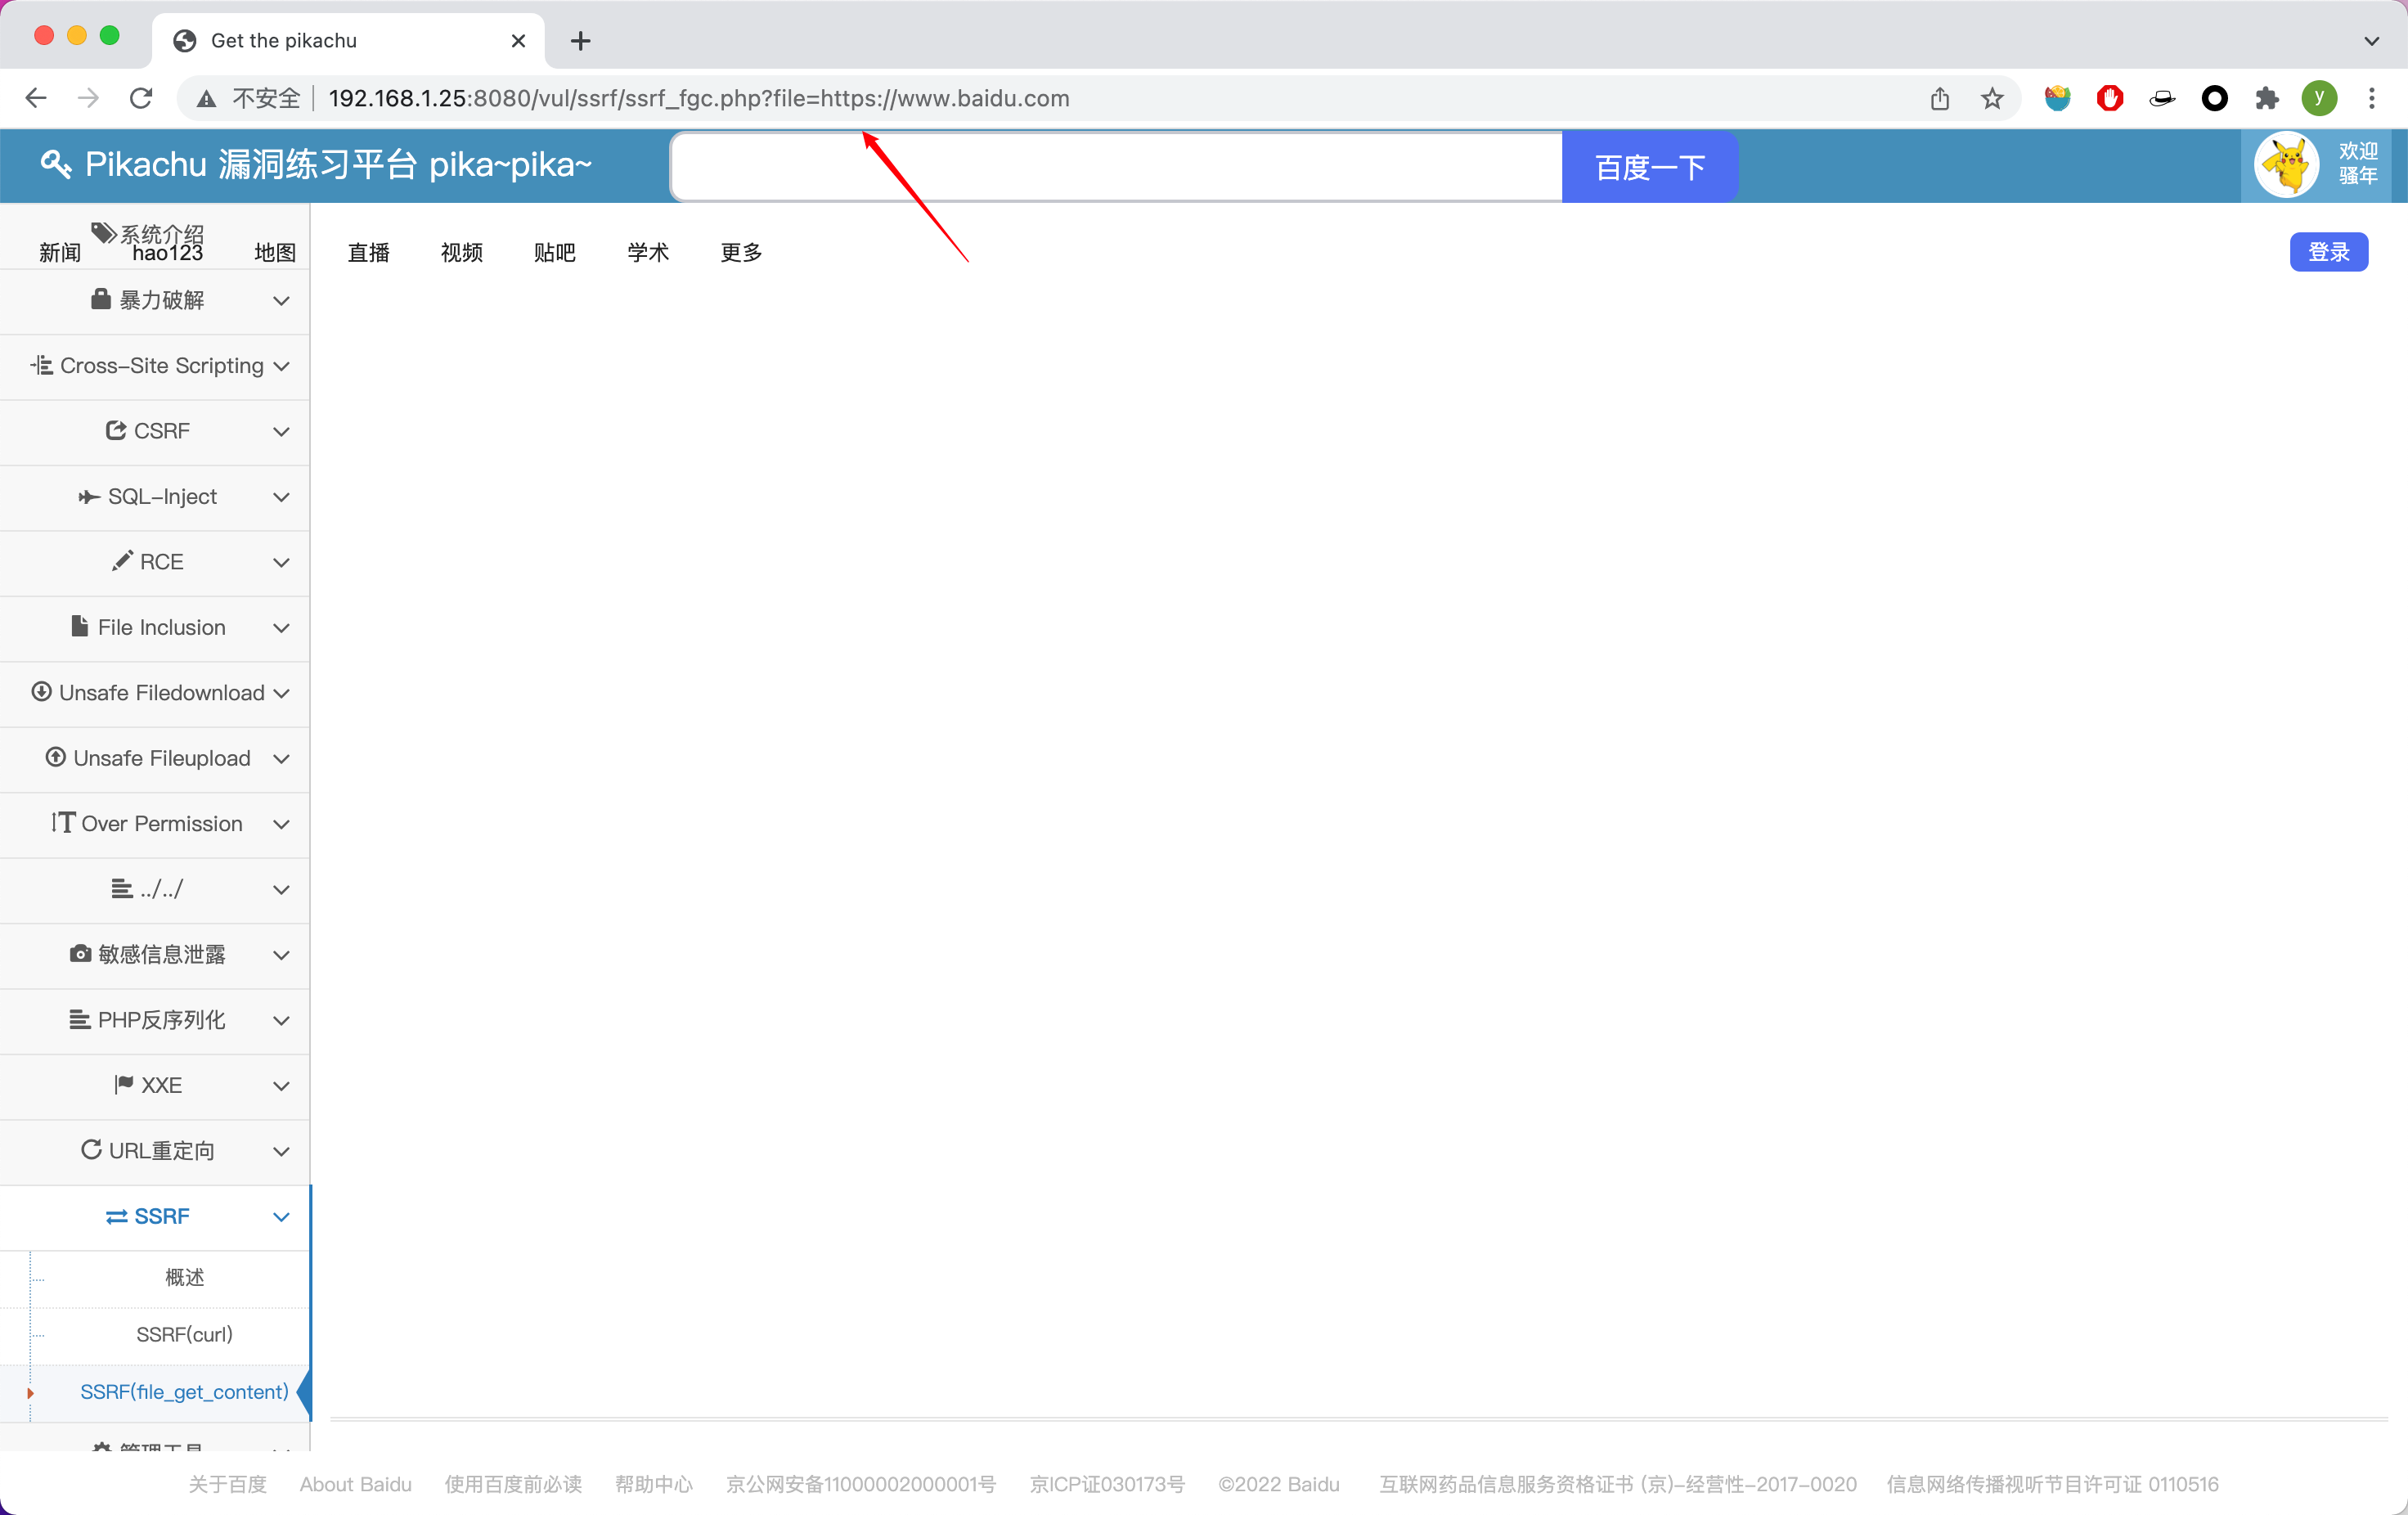 Get the pikachu
不安全 192.168.1.25:8080/vul/ssrf/ssrf_fgc.php?file=https://www.baidu.com
y
Pikachu 漏洞练习平台 pika~pika~
百度一下
欢迎
骚年
系统介绍
新闻 hao123 地图 直播 视频 贴吧 学术 更多 登录
暴力破解
Cross-Site Scripting
CSRF
SQL-Inject
RCE
File Inclusion
Unsafe Filedownload
Unsafe Fileupload
Over Permission
../../
敏感信息泄露
PHP反序列化
XXE
URL重定向
SSRF
概述
SSRF(curl)
SSRF(file_get_content)
管理工具
关于百度 About Baidu 使用百度前必读 帮助中心 京公网安备11000002000001号 京ICP证030173号 ©2022 Baidu 互联网药品信息服务资格证书 (京)-经营性-2017-0020 信息网络传播视听节目许可证 0110516